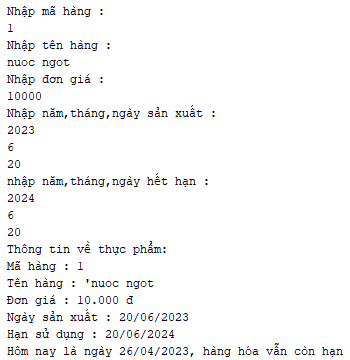 Nhập mã hàng :
1
Nhập tên hàng :
nuoc ngot
Nhập đơn giá :
10000
Nhập năm,tháng,ngày sản xuất :
2023
6
20
nhập năm,tháng,ngày hết hạn :
2024
6
20
Thông tin về thực phẩm:
Mã hàng : 1
Tên hàng : 'nuoc ngot
Đơn giá : 10.000 đ
Ngày sản xuất : 20/06/2023
Hạn sử dụng : 20/06/2024
Hôm nay là ngày 26/04/2023, hàng hóa vẫn còn hạn